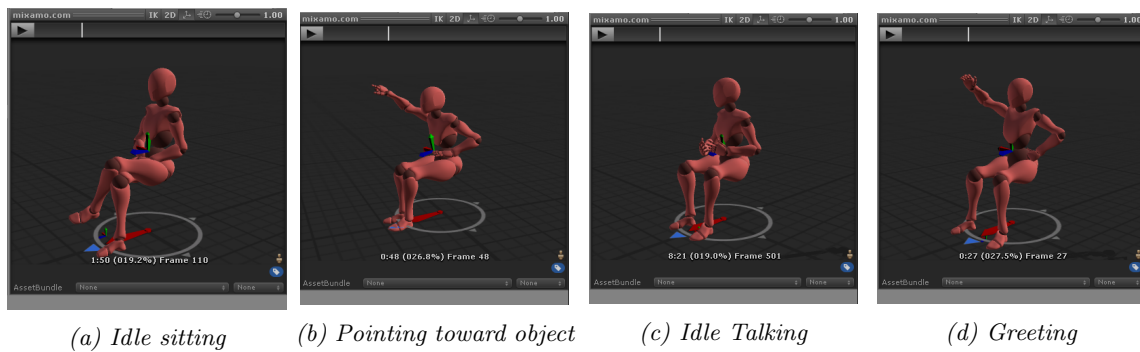 mixamo.com IK 2D 1.00
1:50 (019.2%) Frame 110
AssetBundle None None
(a) Idle sitting
mixamo.com IK 2D 1.00
0:48 (026.8%) Frame 48
AssetBundle None None
(b) Pointing toward object
mixamo.com IK 2D 1.00
8:21 (019.0%) Frame 501
AssetBundle None None
(c) Idle Talking
mixamo.com IK 2D 1.00
0:27 (027.5%) Frame 27
AssetBundle None None
(d) Greeting